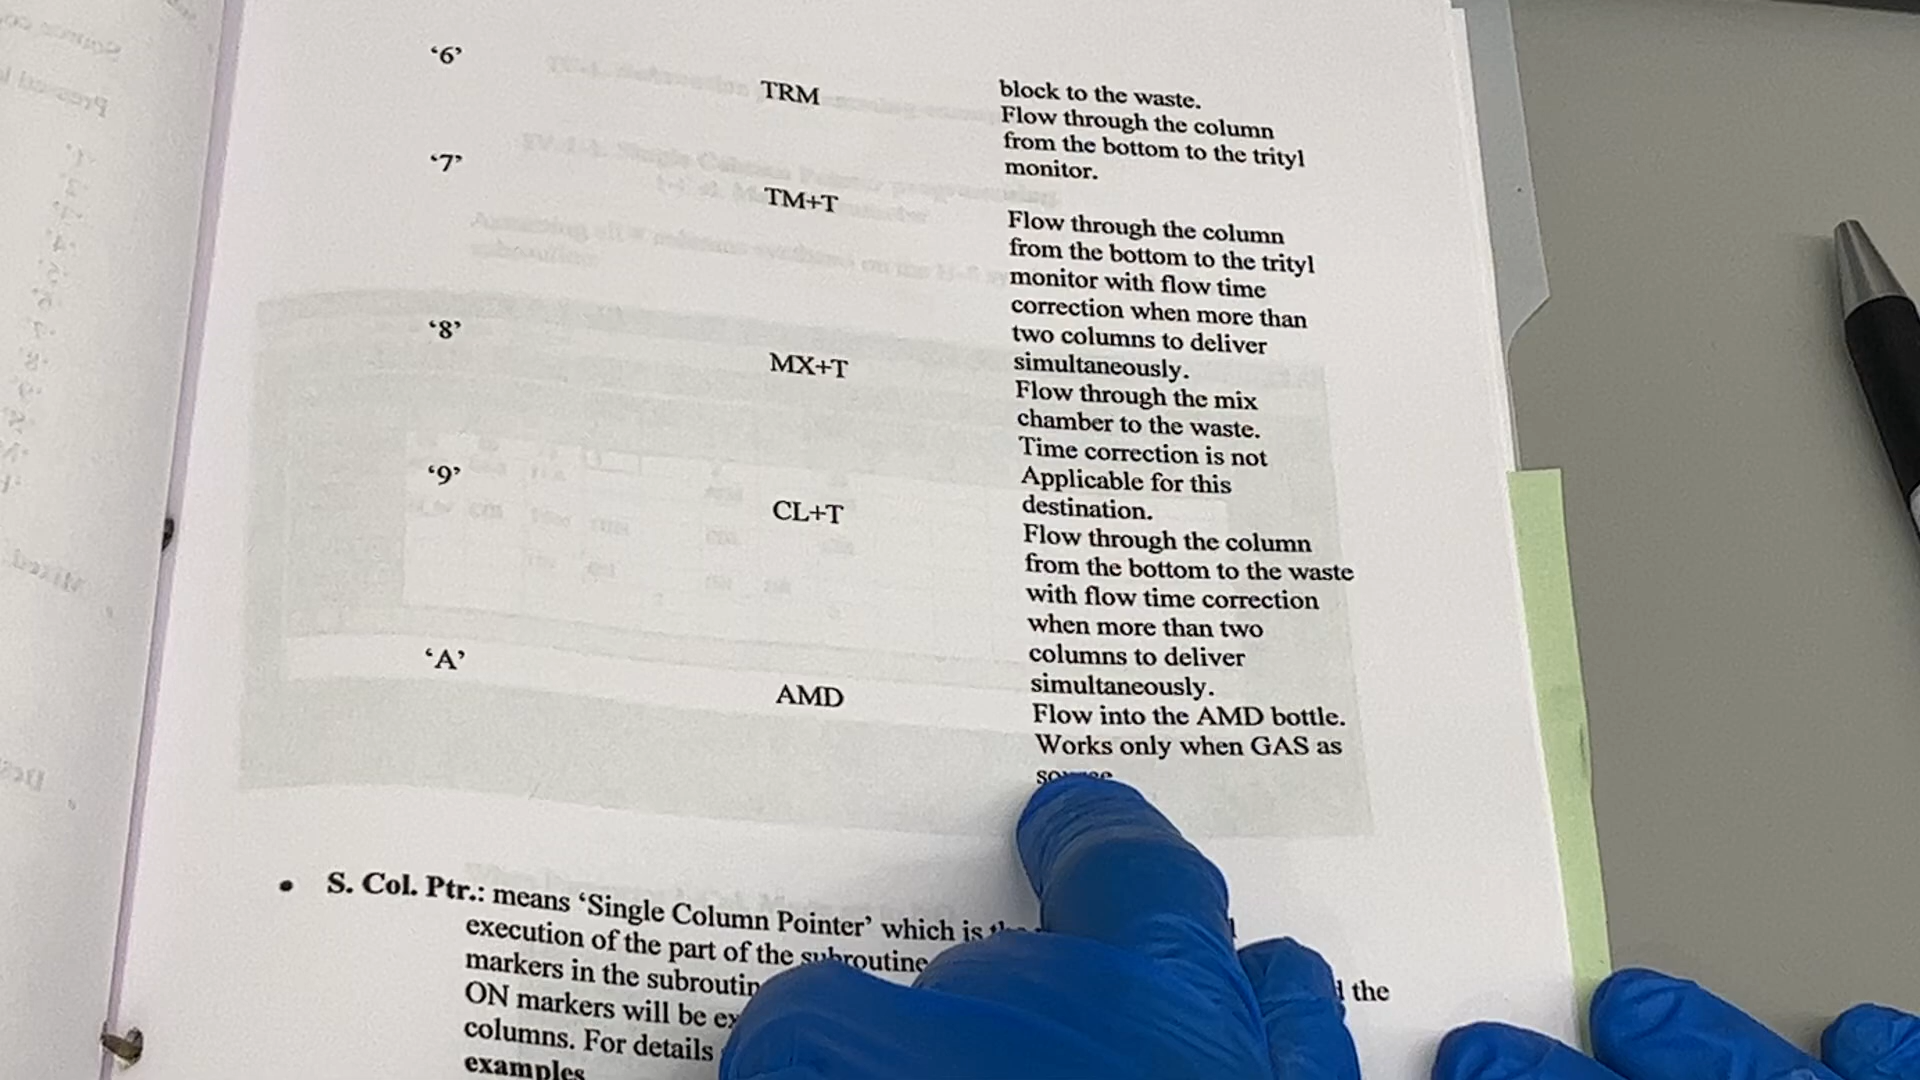 ‘6’
TRM
block to the waste.
Flow through the column
from the bottom to the trityl
monitor.
‘7’
TM+T
Flow through the column
from the bottom to the trityl
monitor with flow time
correction when more than
two columns to deliver
simultaneously.
‘8’
MX+T
Flow through the mix
chamber to the waste.
Time correction is not
Applicable for this
destination.
‘9’
CL+T
Flow through the column
from the bottom to the waste
with flow time correction
when more than two
columns to deliver
simultaneously.
‘A’
AMD
Flow into the AMD bottle.
Works only when GAS as
• S. Col. Ptr.: means ‘Single Column Pointer’ which is
execution of the part of the subroutine
markers in the the
ON markers will be
columns. For details
examples